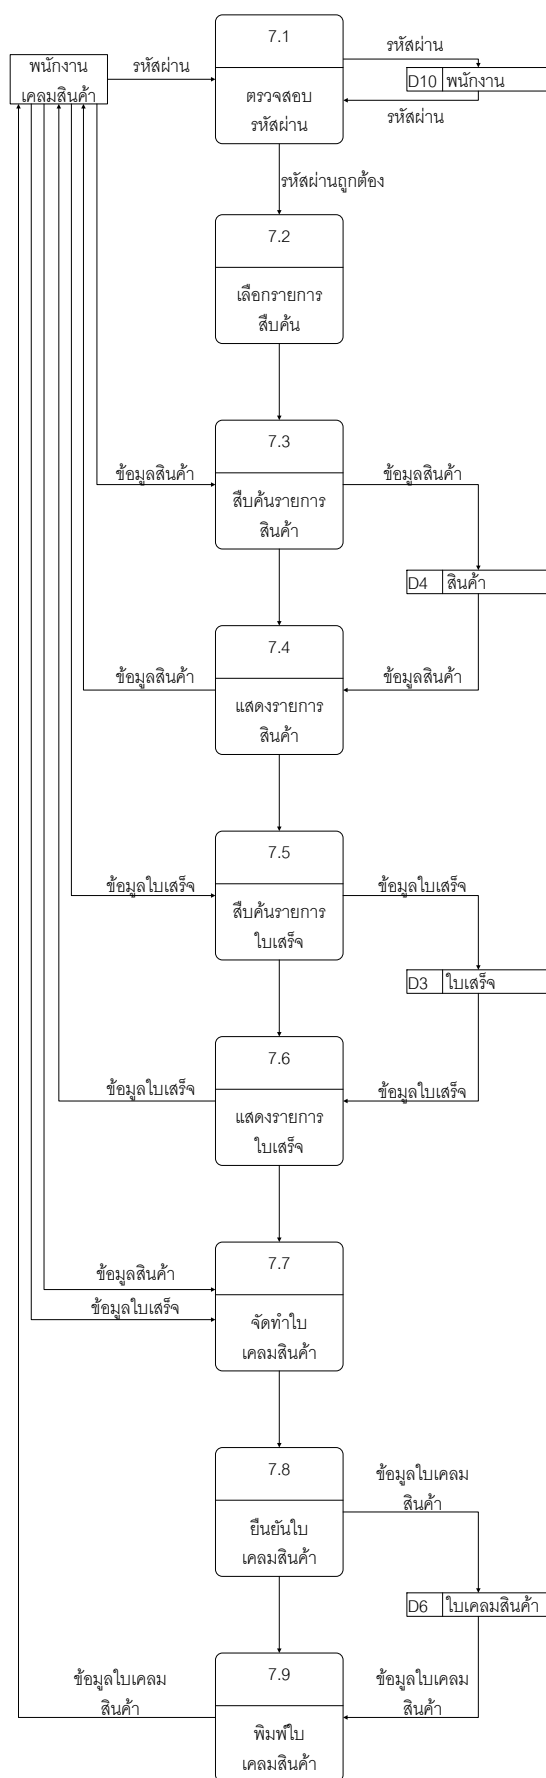 7.1
รหัสผ่าน
พนักงาน
เคลมสินค้า
รหัสผ่าน
D10 พนักงาน
ตรวจสอบ
รหัสผ่าน
รหัสผ่าน
รหัสผ่านถูกต้อง
7.2
เลือกรายการ
สืบค้น
7.3
ข้อมูลสินค้า
สืบค้นรายการ
สินค้า
ข้อมูลสินค้า
D4 สินค้า
7.4
ข้อมูลสินค้า
แสดงรายการ
สินค้า
ข้อมูลสินค้า
7.5
ข้อมูลใบเสร็จ
สืบค้นรายการ
ใบเสร็จ
ข้อมูลใบเสร็จ
D3 ใบเสร็จ
7.6
ข้อมูลใบเสร็จ
แสดงรายการ
ใบเสร็จ
ข้อมูลใบเสร็จ
7.7
ข้อมูลสินค้า
ข้อมูลใบเสร็จ
จัดทำใบ
เคลมสินค้า
7.8
ข้อมูลใบเคลม
สินค้า
ยืนยันใบ
เคลมสินค้า
D6 ใบเคลมสินค้า
7.9
ข้อมูลใบเคลม
สินค้า
ข้อมูลใบเคลม
สินค้า
พิมพ์ใบ
เคลมสินค้า